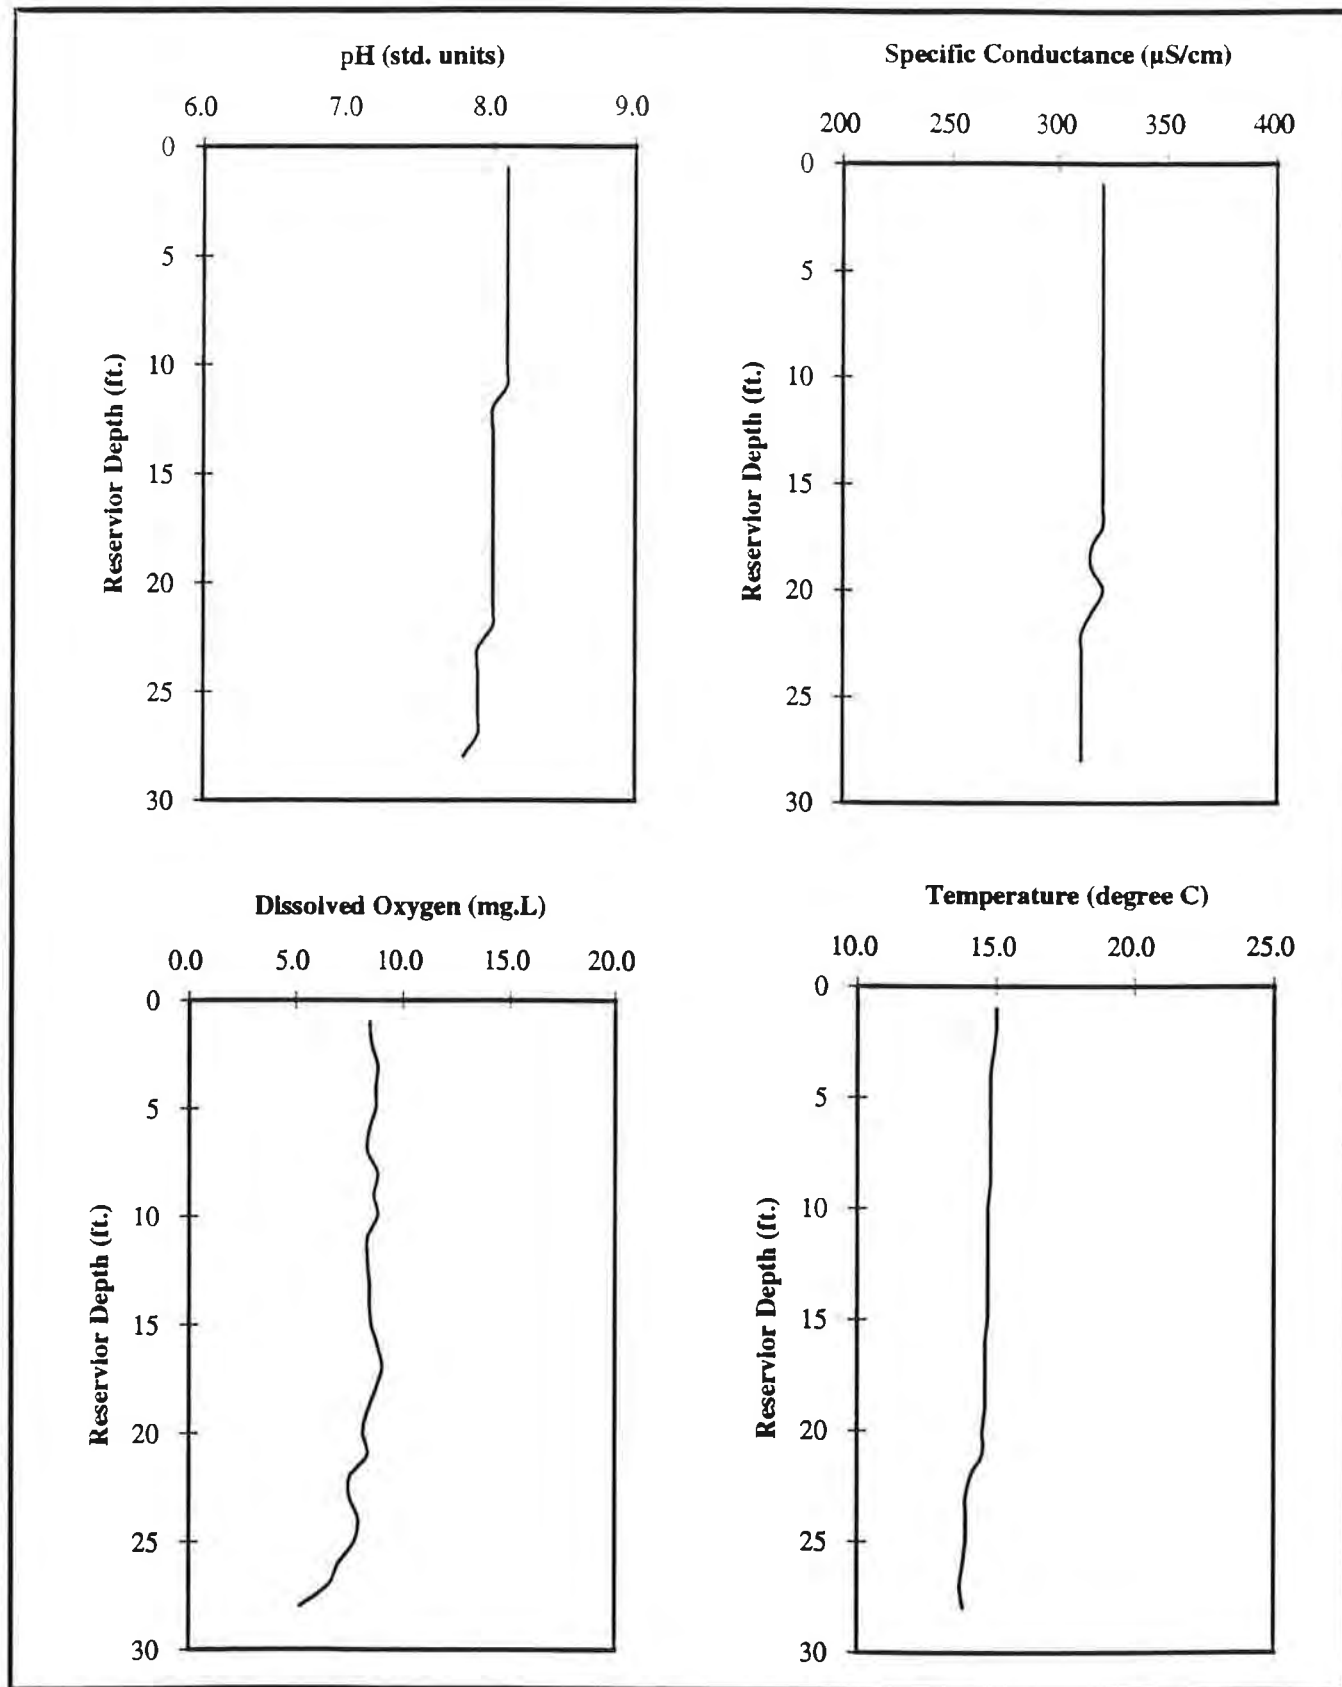 pH (std. units)
6.0 7.0 8.0 9.0
0
5
10
15
20
25
30
Reservior Depth (ft.)
Specific Conductance (µS/cm)
200 250 300 350 400
0
5
10
15
20
25
30
Reservior Depth (ft.)
Dissolved Oxygen (mg.L)
0.0 5.0 10.0 15.0 20.0
0
5
10
15
20
25
30
Reservior Depth (ft.)
Temperature (degree C)
10.0 15.0 20.0 25.0
0
5
10
15
20
25
30
Reservior Depth (ft.)